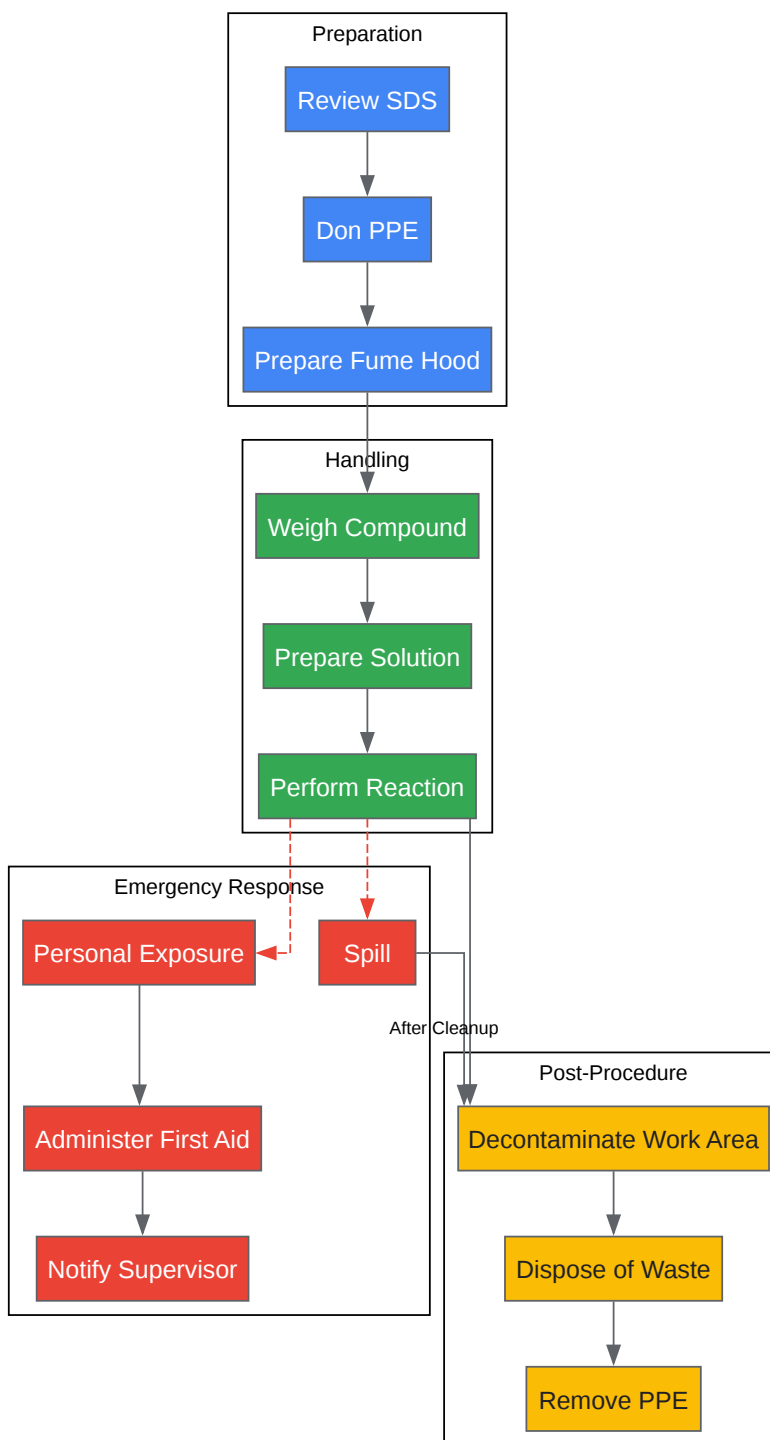 Preparation
Review SDS
Don PPE
Prepare Fume Hood
Handling
Weigh Compound
Prepare Solution
Perform Reaction
Emergency Response
Personal Exposure
Spill
After Cleanup
Post-Procedure
Administer First Aid
Decontaminate Work Area
Notify Supervisor
Dispose of Waste
Remove PPE